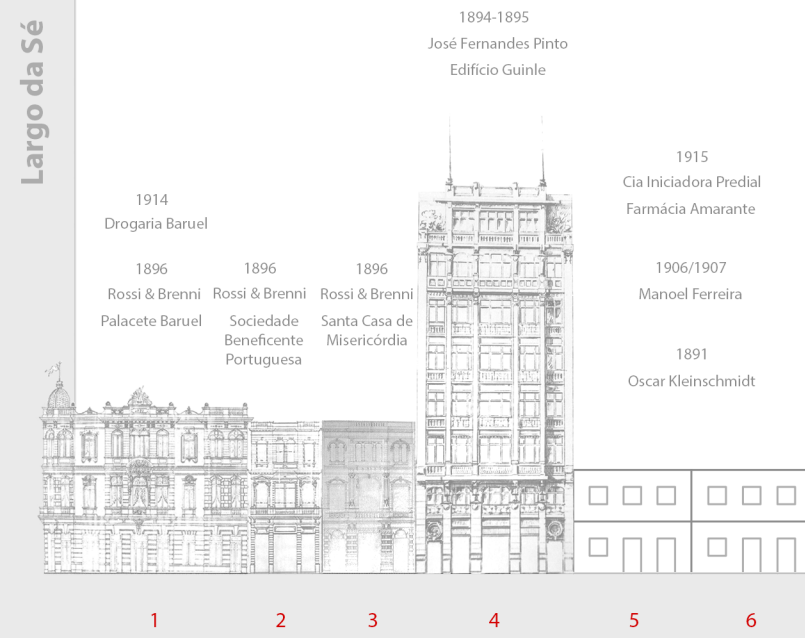 Largo da Sé
1914
Drogaria Baruel
1896
Rossi & Brenni
Palacete Baruel
1896
Rossi & Brenni
Sociedade
Beneficente
Portuguesa
1896
Rossi & Brenni
Santa Casa de
Misericórdia
1894-1895
José Fernandes Pinto
Edifício Guinle
1915
Cia Iniciadora Predial
Farmácia Amarante
1906/1907
Manoel Ferreira
1891
Oscar Kleinschmidt
1
2
3
4
5
6